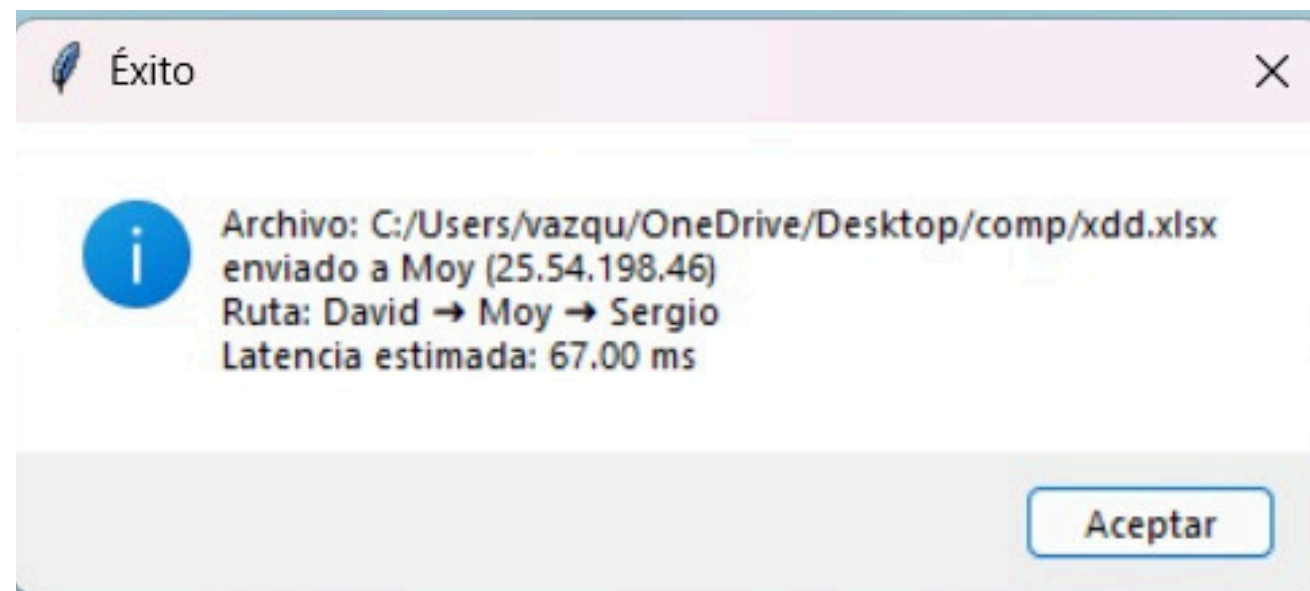 Éxito
Archivo: C:/Users/vazqu/OneDrive/Desktop/comp/xdd.xlsx
enviado a Moy (25.54.198.46)
Ruta: David → Moy → Sergio
Latencia estimada: 67.00 ms
Aceptar